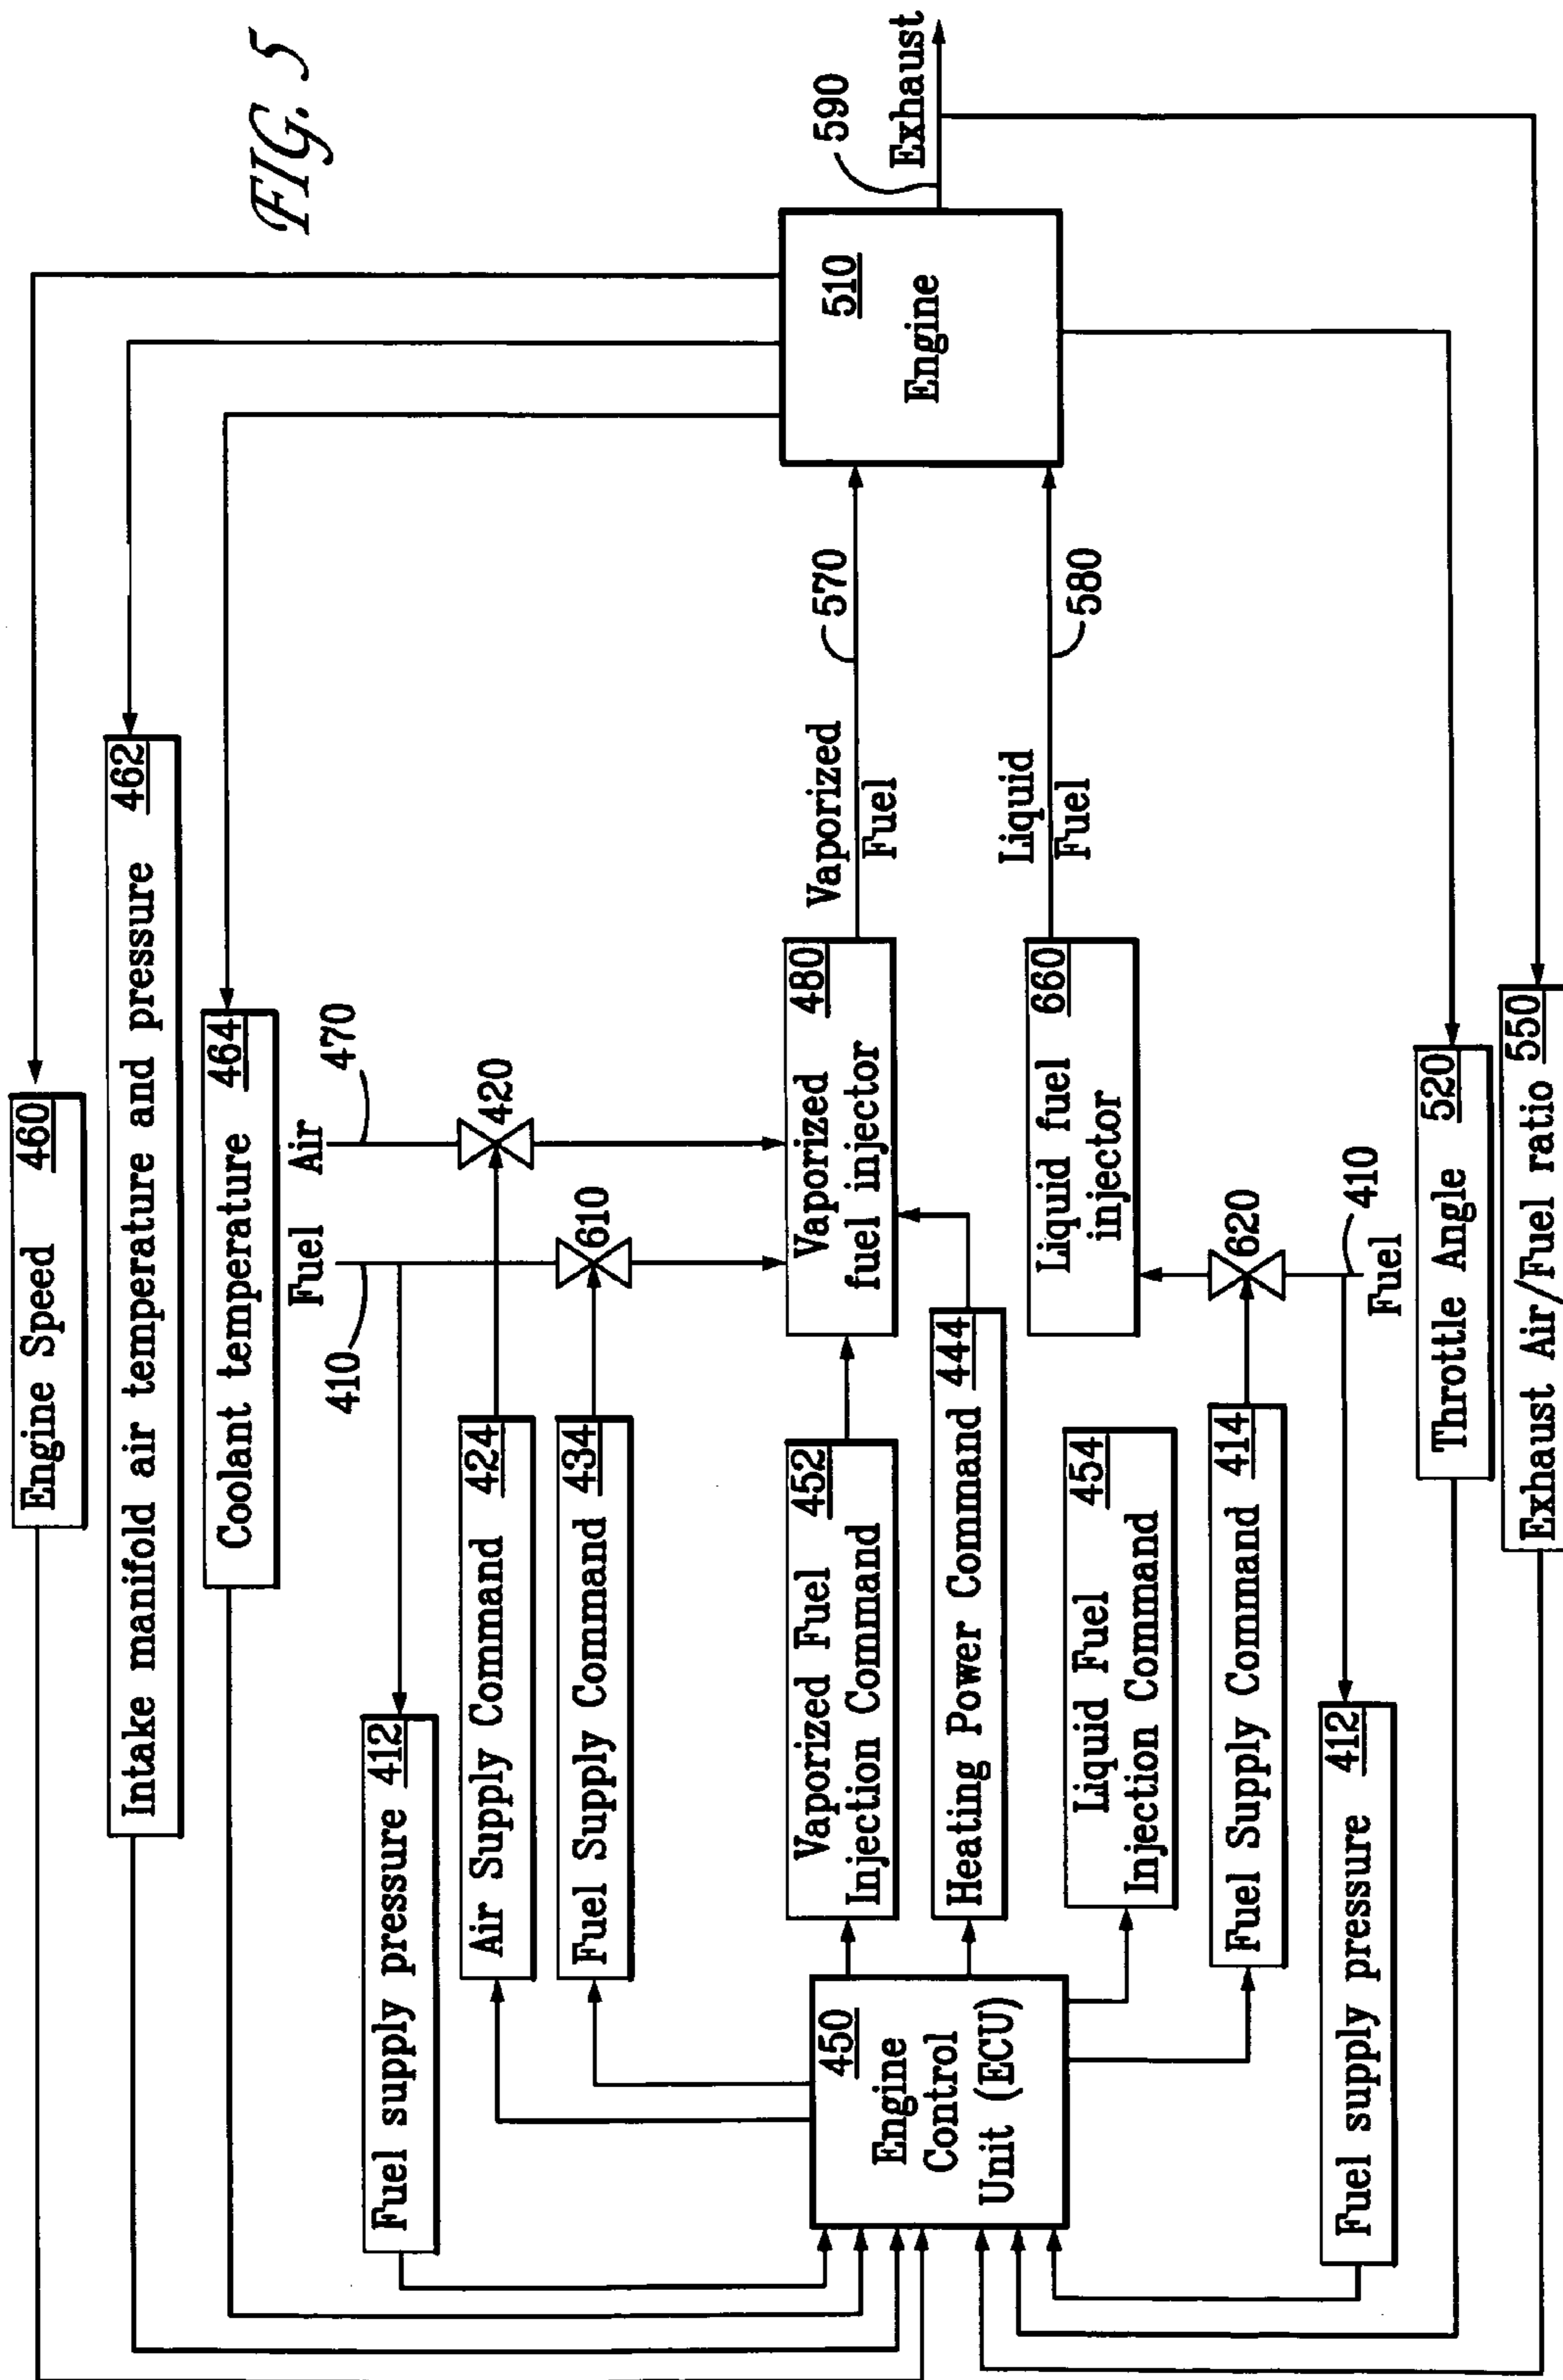 FIG. 5
Engine Speed 460
Intake manifold air temperature and pressure 462
Coolant temperature 464
Fuel
Air
410
470
Fuel supply pressure 412
Air Supply Command 424
420
Fuel Supply Command 434
610
Vaporized Fuel
Injection Command
452
Vaporized
fuel injector
480
Vaporized
Fuel
570
510
Engine
590
Exhaust
450
Engine
Control
Unit (ECU)
Heating Power Command 444
Liquid Fuel
Injection Command
454
Liquid fuel
injector
660
Liquid
Fuel
580
Fuel Supply Command 414
620
410
Fuel
Fuel supply pressure 412
Throttle Angle 520
Exhaust Air/Fuel ratio 550